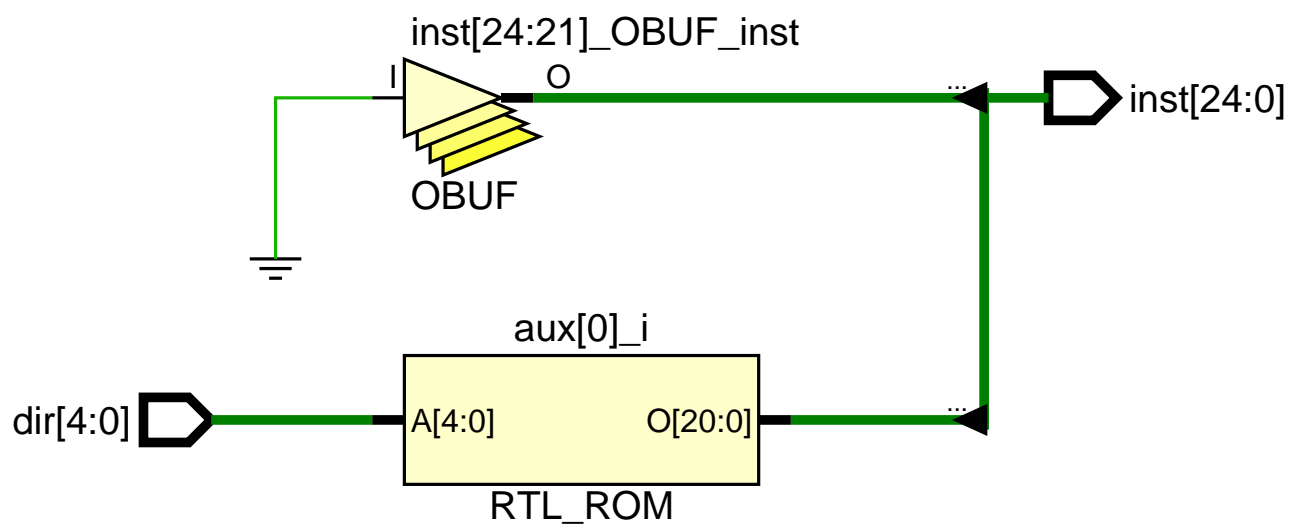 inst[24:21]_OBUF_inst
I
O
...
inst[24:0]
OBUF
aux[0]_i
...
dir[4:0]
A[4:0]
O[20:0]
RTL_ROM